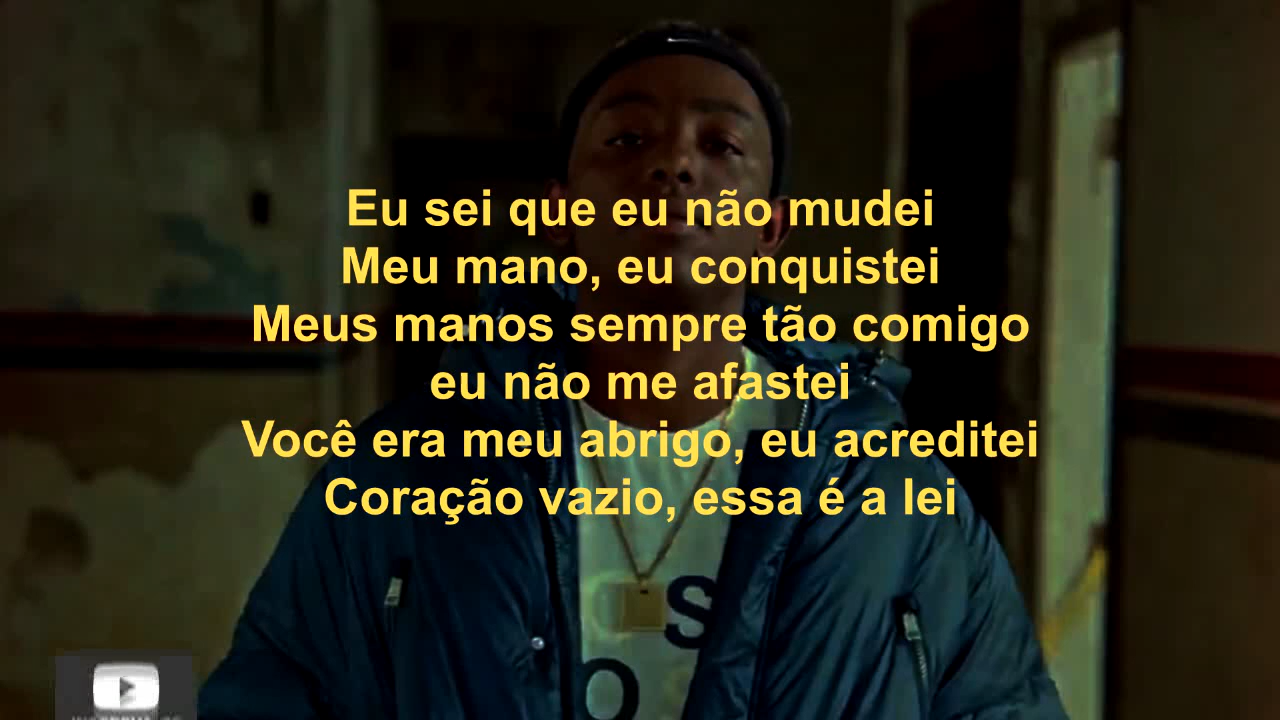 Eu sei que eu não mudei
Meu mano, eu conquistei
Meus manos sempre tão comigo
eu não me afastei
Você era meu abrigo, eu acreditei
Coração vazio, essa é a lei